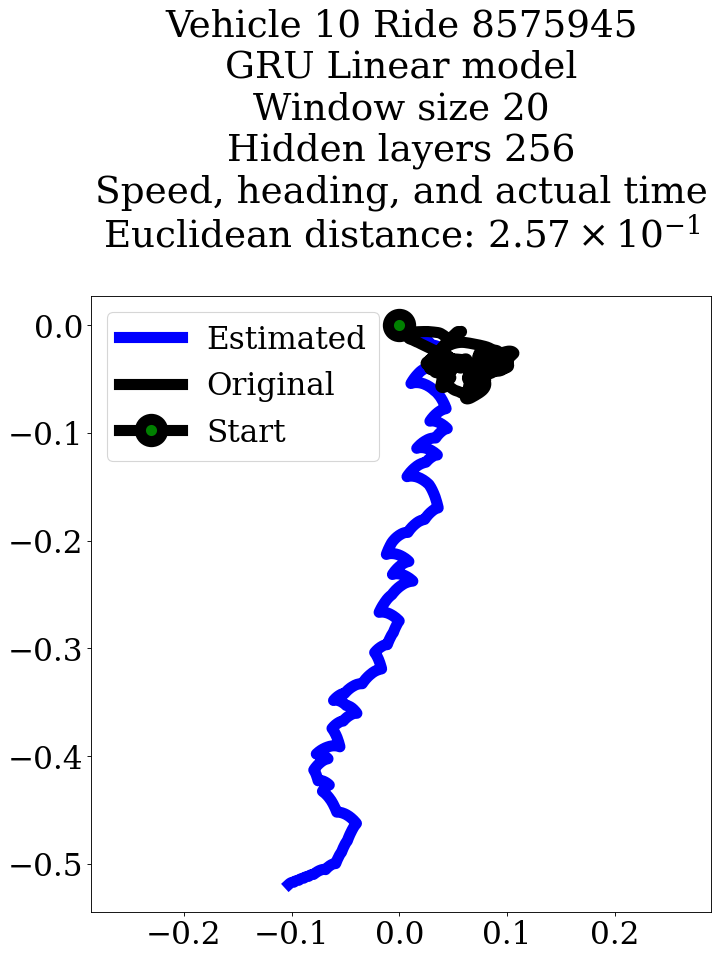 Vehicle 10 Ride 8575945
GRU Linear model
Window size 20
Hidden layers 256
Speed, heading, and actual time
Euclidean distance: 2.57 × 10⁻¹
Estimated
Original
Start
0.0
−0.1
−0.2
−0.3
−0.4
−0.5
−0.2 −0.1 0.0 0.1 0.2